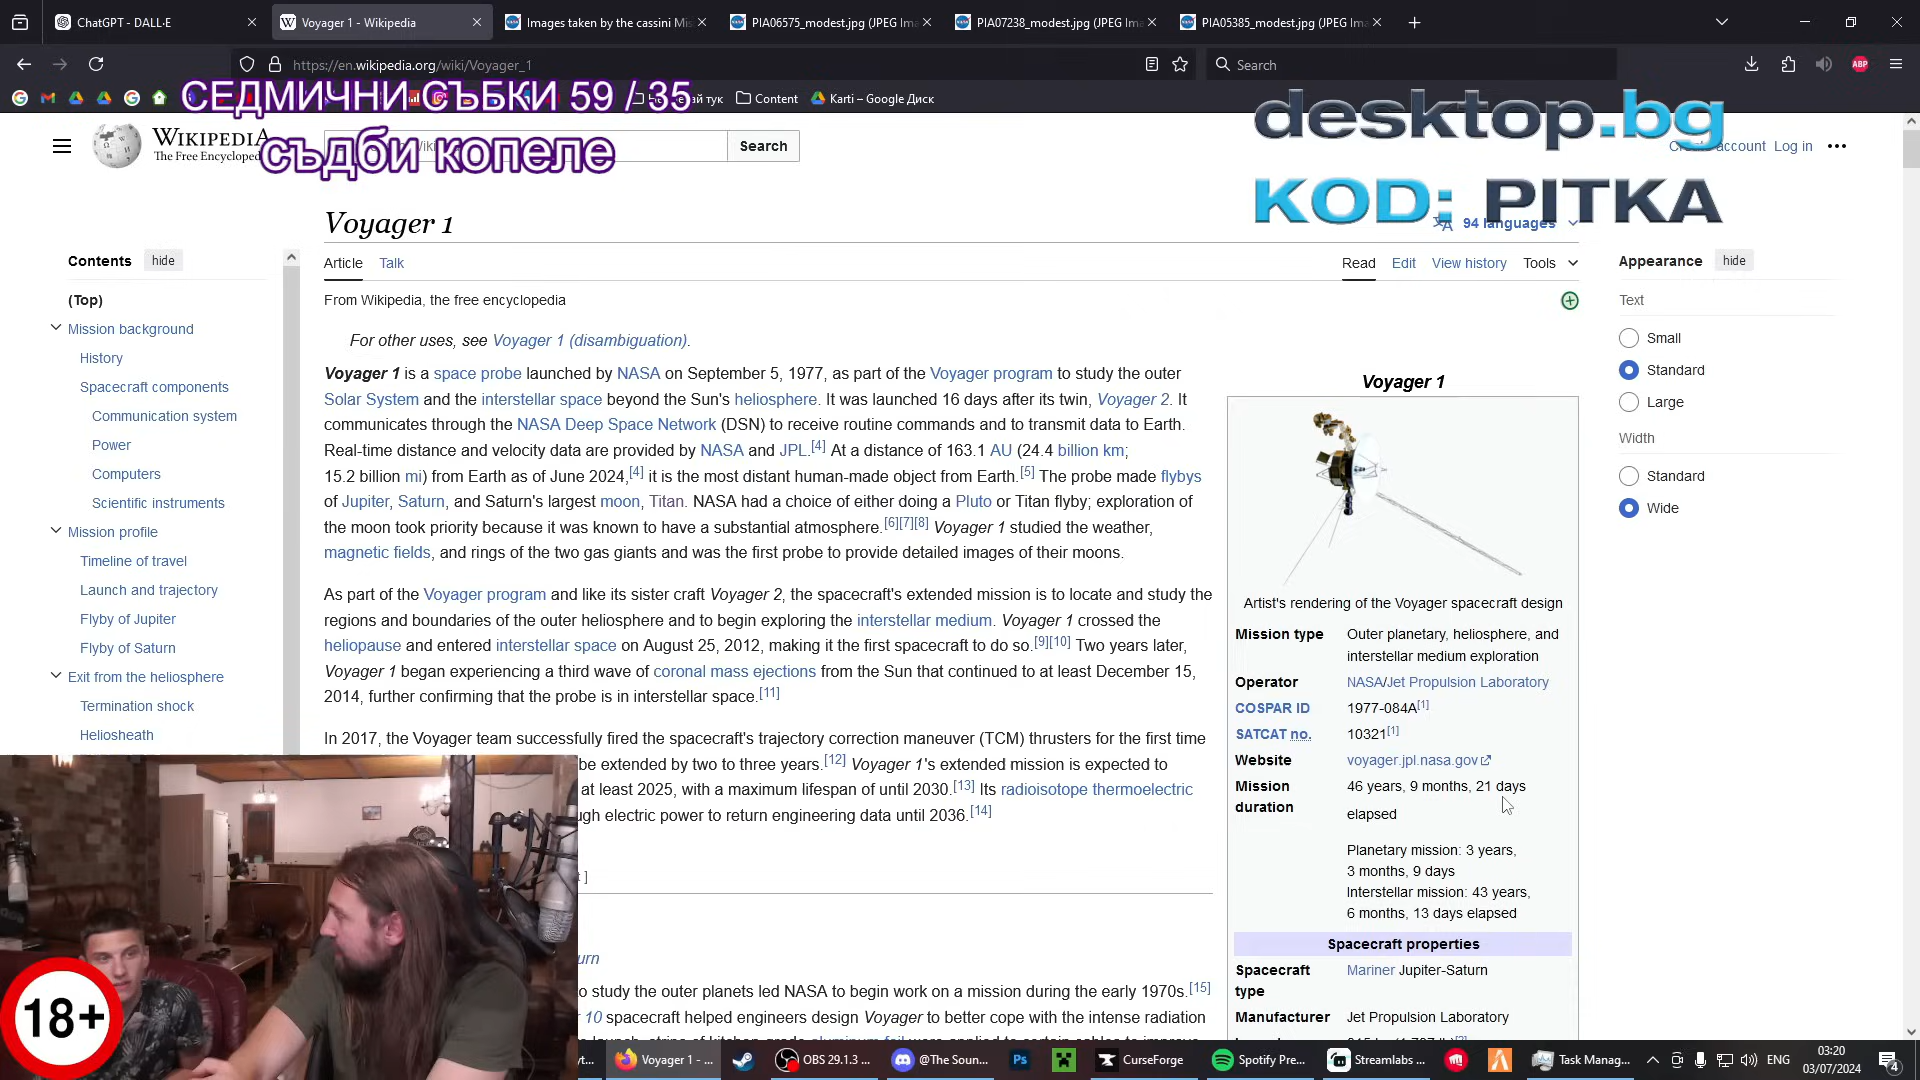 ChatGPT - DALL·E
Voyager 1 - Wikipedia
Images taken by the cassini Mis
PIA06575_modest.jpg (JPEG Ima
PIA07238_modest.jpg (JPEG Im
PIA05385_modest.jpg (JPEG Ima
https://en.wikipedia.org/wiki/Voyager_1
Search
ABP
СЕДМИЧНИ СЪБКИ 59 / 35
тук
Content
Karti – Google Диск
съдби копеле
desktop.bg
KOD: PITKA
WIKIPEDIA
The Free Encycloped
Search
Create account
Log in
Voyager 1
94 languages
Contents
hide
Article
Talk
Read
Edit
View history
Tools
Appearance
hide
(Top)
Mission background
History
Spacecraft components
Communication system
Power
Computers
Scientific instruments
Mission profile
Timeline of travel
Launch and trajectory
Flyby of Jupiter
Flyby of Saturn
Exit from the heliosphere
Termination shock
Heliosheath
From Wikipedia, the free encyclopedia
For other uses, see Voyager 1 (disambiguation).
Voyager 1 is a space probe launched by NASA on September 5, 1977, as part of the Voyager program to study the outer
Solar System and the interstellar space beyond the Sun's heliosphere. It was launched 16 days after its twin, Voyager 2. It
communicates through the NASA Deep Space Network (DSN) to receive routine commands and to transmit data to Earth.
Real-time distance and velocity data are provided by NASA and JPL.[4] At a distance of 163.1 AU (24.4 billion km;
15.2 billion mi) from Earth as of June 2024,[4] it is the most distant human-made object from Earth.[5] The probe made flybys
of Jupiter, Saturn, and Saturn's largest moon, Titan. NASA had a choice of either doing a Pluto or Titan flyby; exploration of
the moon took priority because it was known to have a substantial atmosphere.[6][7][8] Voyager 1 studied the weather,
magnetic fields, and rings of the two gas giants and was the first probe to provide detailed images of their moons.
As part of the Voyager program and like its sister craft Voyager 2, the spacecraft's extended mission is to locate and study the
regions and boundaries of the outer heliosphere and to begin exploring the interstellar medium. Voyager 1 crossed the
heliopause and entered interstellar space on August 25, 2012, making it the first spacecraft to do so.[9][10] Two years later,
Voyager 1 began experiencing a third wave of coronal mass ejections from the Sun that continued to at least December 15,
2014, further confirming that the probe is in interstellar space.[11]
In 2017, the Voyager team successfully fired the spacecraft's trajectory correction maneuver (TCM) thrusters for the first time
be extended by two to three years.[12] Voyager 1's extended mission is expected to
at least 2025, with a maximum lifespan of until 2030.[13] Its radioisotope thermoelectric
ugh electric power to return engineering data until 2036.[14]
t ]
urn
o study the outer planets led NASA to begin work on a mission during the early 1970s.[15]
r 10 spacecraft helped engineers design Voyager to better cope with the intense radiation
Voyager 1
Artist's rendering of the Voyager spacecraft design
Mission type
Outer planetary, heliosphere, and
interstellar medium exploration
Operator
NASA/Jet Propulsion Laboratory
COSPAR ID
1977-084A[1]
SATCAT no.
10321[1]
Website
voyager.jpl.nasa.gov
Mission
duration
46 years, 9 months, 21 days
elapsed
Planetary mission: 3 years,
3 months, 9 days
Interstellar mission: 43 years,
6 months, 13 days elapsed
Spacecraft properties
Spacecraft
type
Mariner Jupiter-Saturn
Manufacturer
Jet Propulsion Laboratory
Text
Small
Standard
Large
Width
Standard
Wide
18+
Voyager 1 - ...
OBS 29.1.3 ...
@The Soun...
Ps
CurseForge
Spotify Pre...
Streamlabs ...
Task Manag...
ENG
03:20
03/07/2024
4